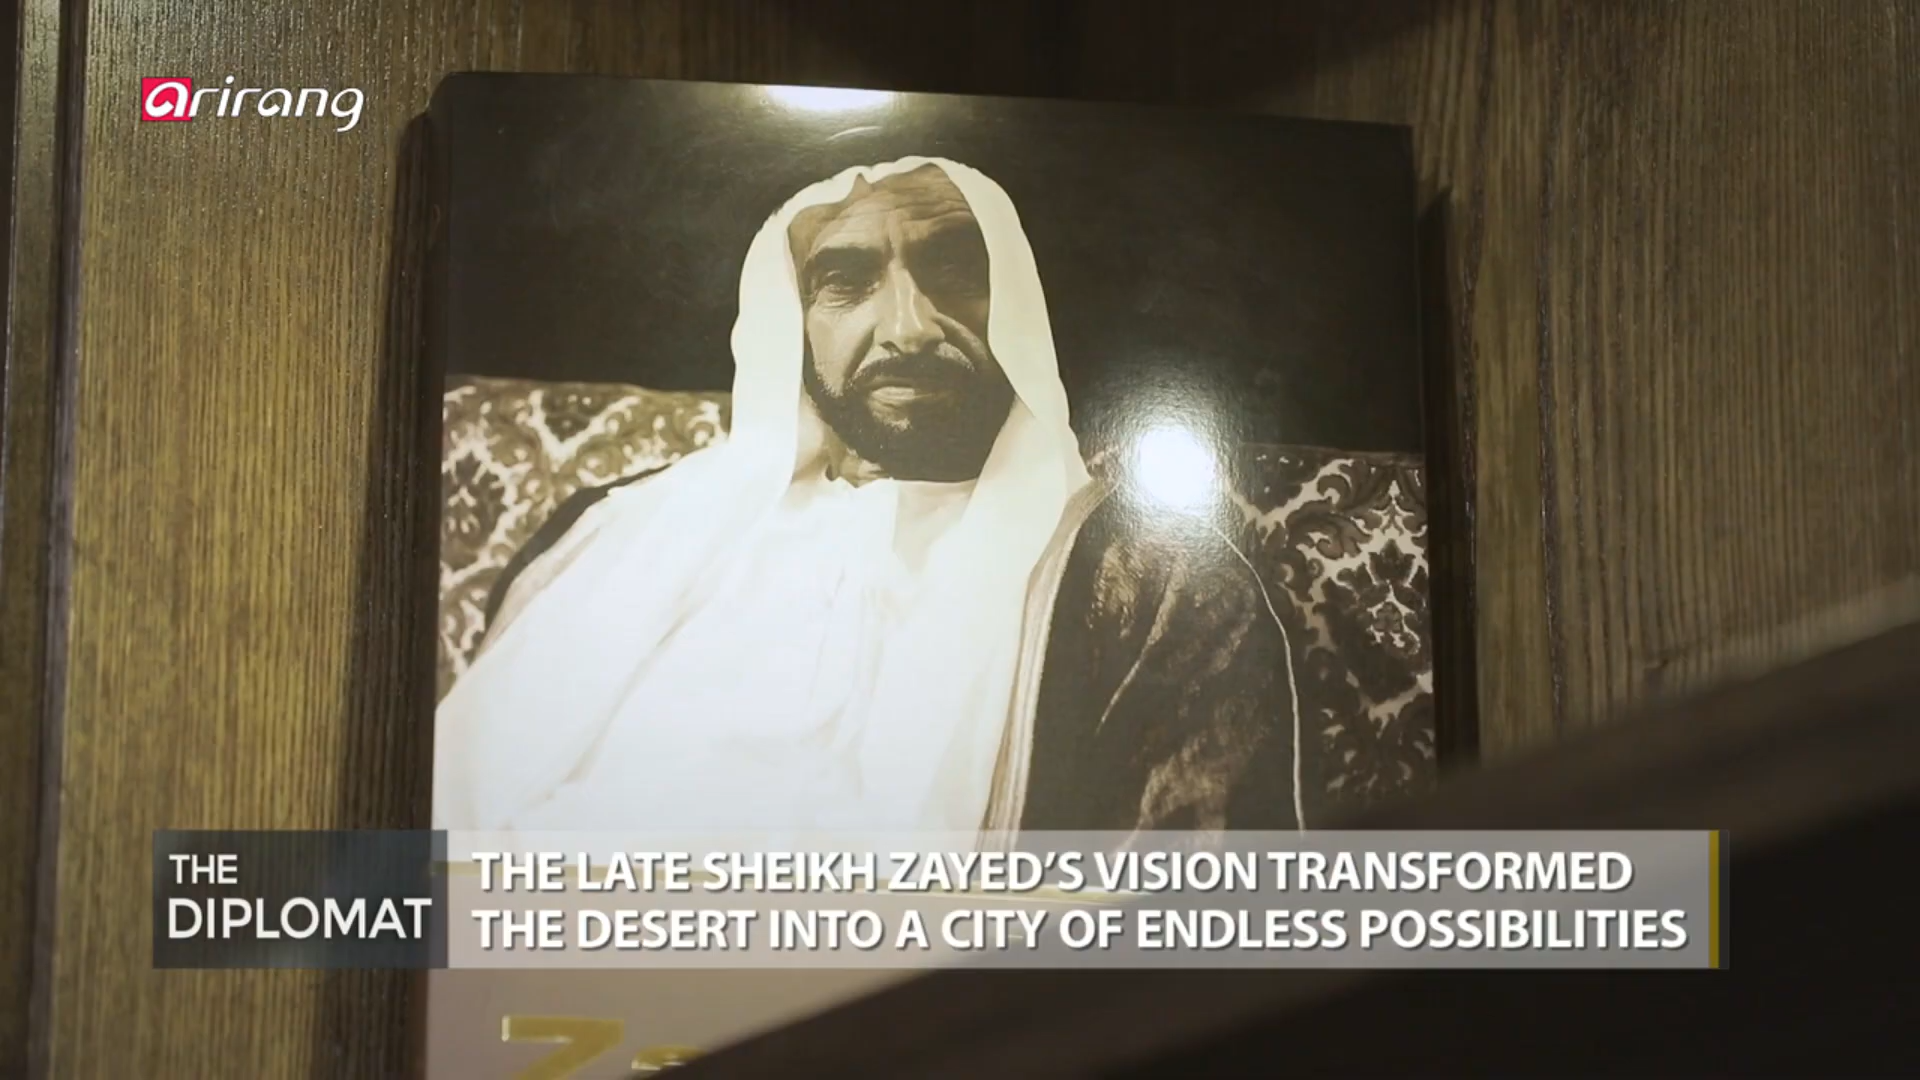 arirang
THE
DIPLOMAT
THE LATE SHEIKH ZAYED'S VISION TRANSFORMED
THE DESERT INTO A CITY OF ENDLESS POSSIBILITIES